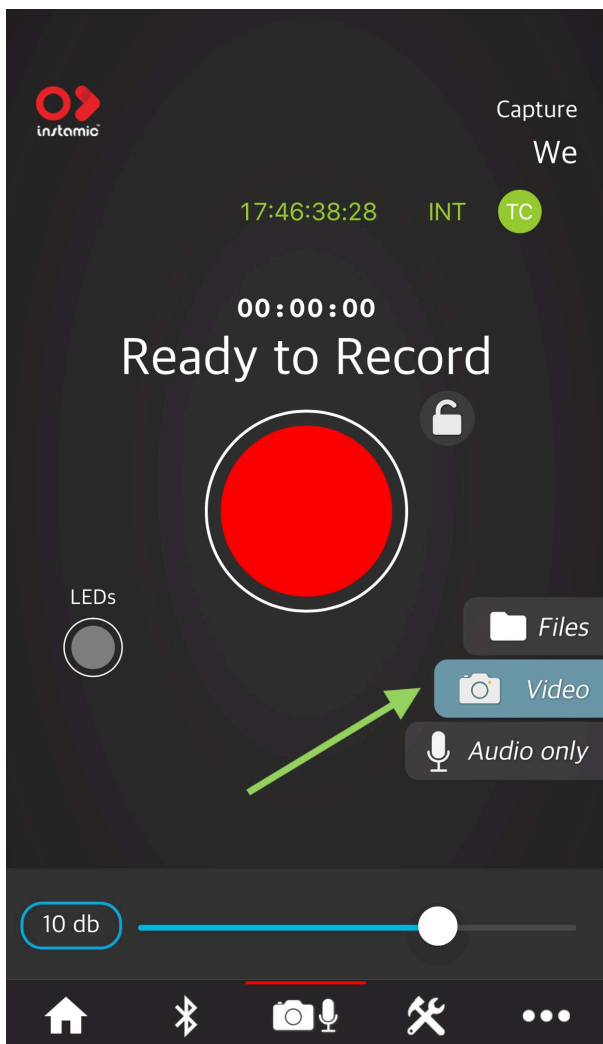 instamic
Capture
We
17:46:38:28 INT TC
00:00:00
Ready to Record
LEDs
Files
Video
Audio only
10 db